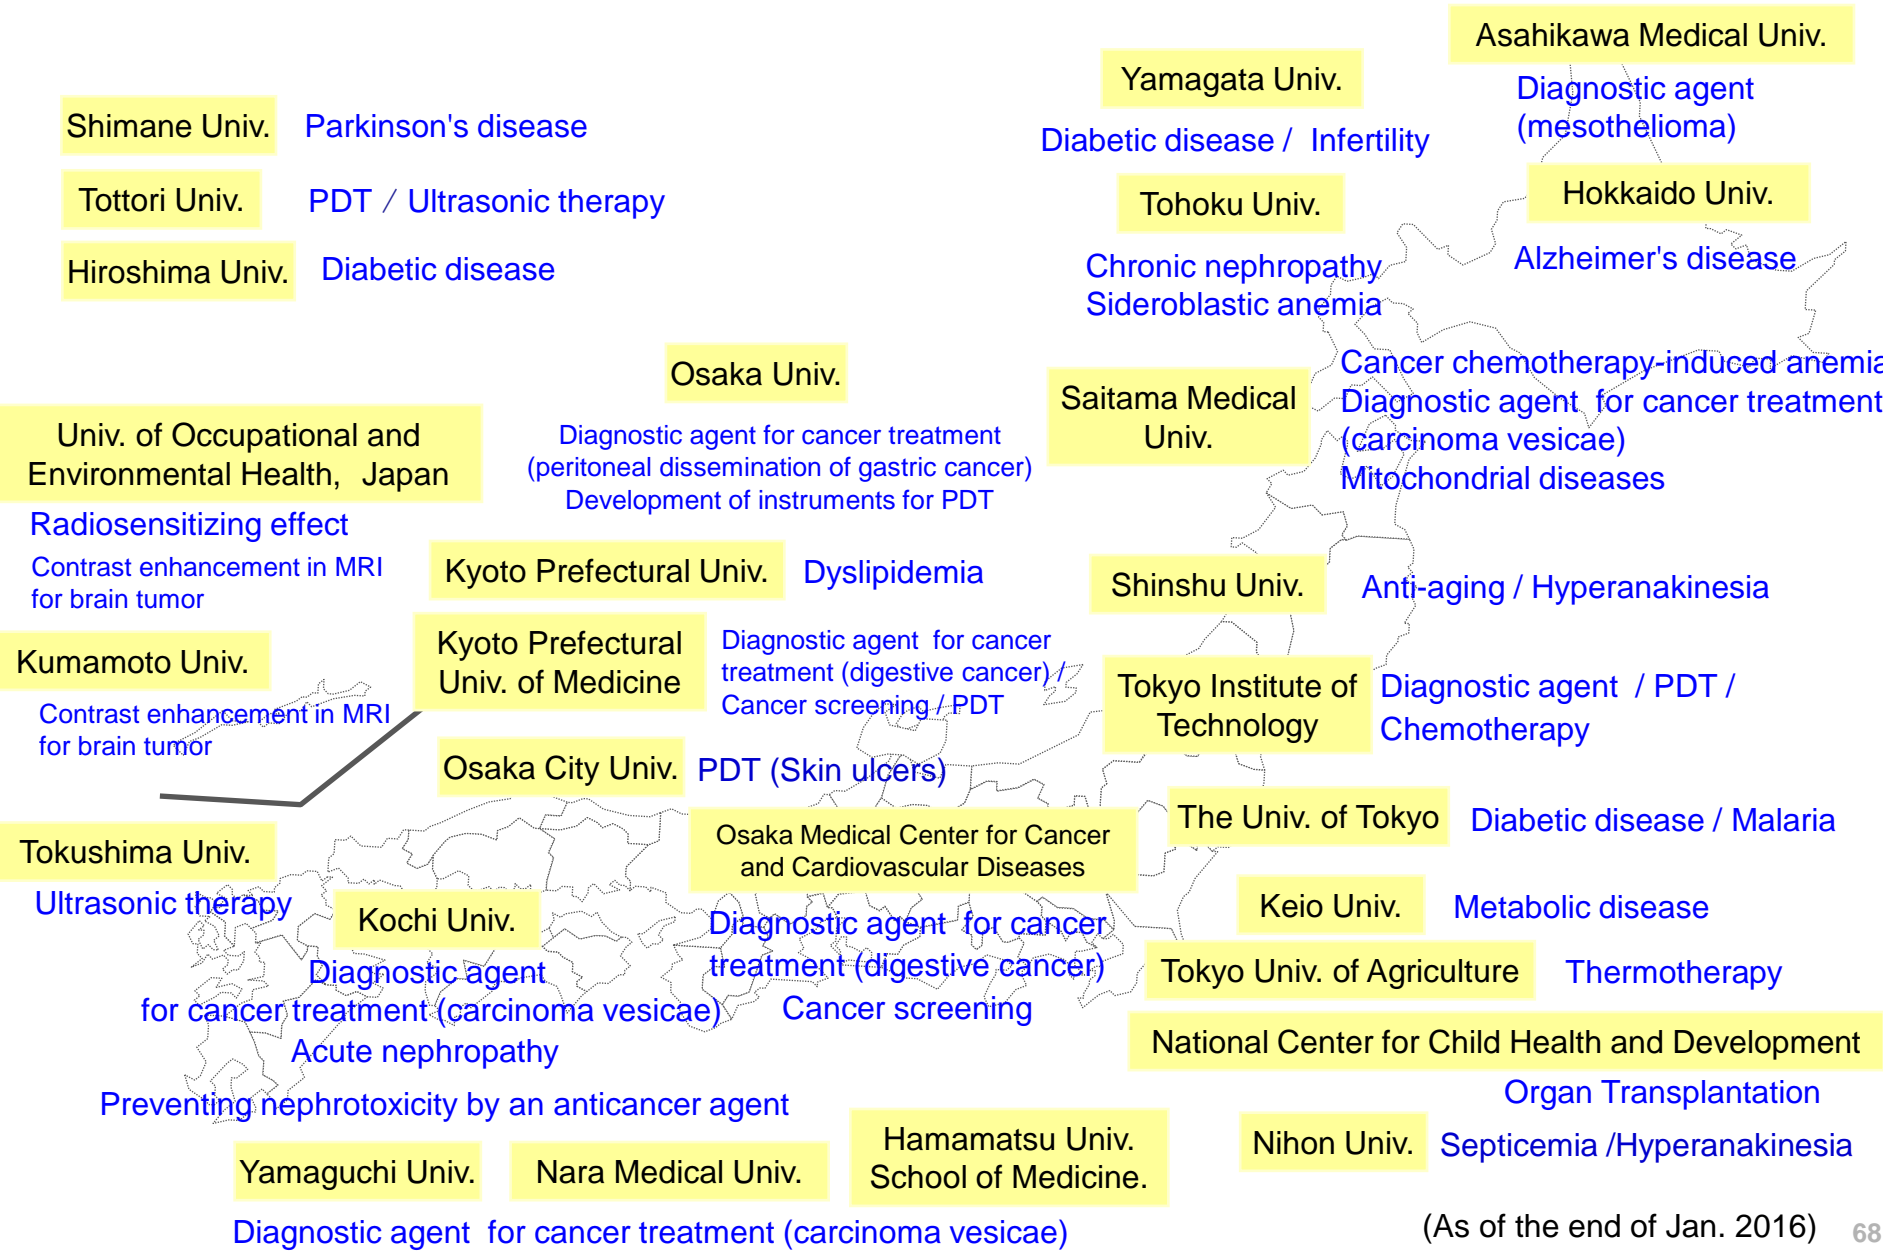 Asahikawa Medical Univ.
Diagnostic agent
(mesothelioma)
Yamagata Univ.
Diabetic disease / Infertility
Shimane Univ. Parkinson's disease
Tottori Univ. PDT / Ultrasonic therapy
Hiroshima Univ. Diabetic disease
Tohoku Univ.
Chronic nephropathy
Sideroblastic anemia
Hokkaido Univ.
Alzheimer's disease
Osaka Univ.
Diagnostic agent for cancer treatment
(peritoneal dissemination of gastric cancer)
Development of instruments for PDT
Saitama Medical
Univ.
Cancer chemotherapy-induced anemia
Diagnostic agent for cancer treatment
(carcinoma vesicae)
Mitochondrial diseases
Univ. of Occupational and
Environmental Health, Japan
Radiosensitizing effect
Contrast enhancement in MRI
for brain tumor
Kyoto Prefectural Univ. Dyslipidemia
Shinshu Univ. Anti-aging / Hyperanakinesia
Kumamoto Univ.
Contrast enhancement in MRI
for brain tumor
Kyoto Prefectural
Univ. of Medicine
Diagnostic agent for cancer
treatment (digestive cancer) /
Cancer screening / PDT
Tokyo Institute of
Technology
Diagnostic agent / PDT /
Chemotherapy
Osaka City Univ. PDT (Skin ulcers)
Tokushima Univ.
Ultrasonic therapy
Osaka Medical Center for Cancer
and Cardiovascular Diseases
Diagnostic agent for cancer
treatment (digestive cancer)
Cancer screening
The Univ. of Tokyo Diabetic disease / Malaria
Keio Univ. Metabolic disease
Kochi Univ.
Diagnostic agent
for cancer treatment (carcinoma vesicae)
Acute nephropathy
Preventing nephrotoxicity by an anticancer agent
Tokyo Univ. of Agriculture Thermotherapy
National Center for Child Health and Development
Organ Transplantation
Yamaguchi Univ.
Nara Medical Univ.
Hamamatsu Univ.
School of Medicine.
Diagnostic agent for cancer treatment (carcinoma vesicae)
Nihon Univ. Septicemia /Hyperanakinesia
(As of the end of Jan. 2016) 68